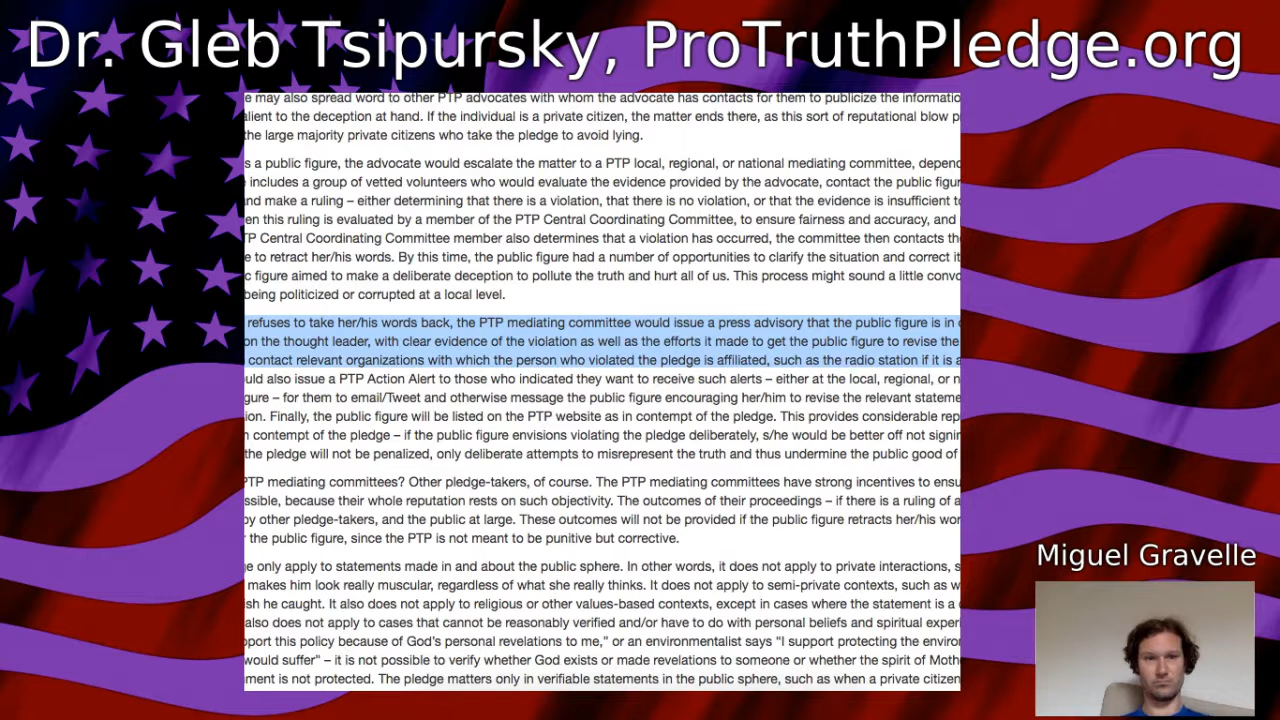 Dr. Gleb Tsipursky, ProTruthPledge.org
e may also spread word to other PTP advocates with whom the advocate has contacts for them to publicize the informatio
alient to the deception at hand. If the individual is a private citizen, the matter ends there, as this sort of reputational blow p
the large majority private citizens who take the pledge to avoid lying.
s a public figure, the advocate would escalate the matter to a PTP local, regional, or national mediating committee, depend
includes a group of vetted volunteers who would evaluate the evidence provided by the advocate, contact the public figur
and make a ruling – either determining that there is a violation, that there is no violation, or that the evidence is insufficient to
en this ruling is evaluated by a member of the PTP Central Coordinating Committee, to ensure fairness and accuracy, and
TP Central Coordinating Committee member also determines that a violation has occurred, the committee then contacts the
e to retract her/his words. By this time, the public figure had a number of opportunities to clarify the situation and correct it
c figure aimed to make a deliberate deception to pollute the truth and hurt all of us. This process might sound a little convo
being politicized or corrupted at a local level.
refuses to take her/his words back, the PTP mediating committee would issue a press advisory that the public figure is in
on the thought leader, with clear evidence of the violation as well as the efforts it made to get the public figure to revise the
contact relevant organizations with which the person who violated the pledge is affiliated, such as the radio station if it is a
uld also issue a PTP Action Alert to those who indicated they want to receive such alerts – either at the local, regional, or n
gure – for them to email/Tweet and otherwise message the public figure encouraging her/him to revise the relevant stateme
ion. Finally, the public figure will be listed on the PTP website as in contempt of the pledge. This provides considerable rep
n contempt of the pledge – if the public figure envisions violating the pledge deliberately, s/he would be better off not signin
the pledge will not be penalized, only deliberate attempts to misrepresent the truth and thus undermine the public good of
PTP mediating committees? Other pledge-takers, of course. The PTP mediating committees have strong incentives to ensu
ssible, because their whole reputation rests on such objectivity. The outcomes of their proceedings – if there is a ruling of a
by other pledge-takers, and the public at large. These outcomes will not be provided if the public figure retracts her/his wor
the public figure, since the PTP is not meant to be punitive but corrective.
e only apply to statements made in and about the public sphere. In other words, it does not apply to private interactions, s
makes him look really muscular, regardless of what she really thinks. It does not apply to semi-private contexts, such as w
ish he caught. It also does not apply to religious or other values-based contexts, except in cases where the statement is a
also does not apply to cases that cannot be reasonably verified and/or have to do with personal beliefs and spiritual experi
pport this policy because of God's personal revelations to me," or an environmentalist says "I support protecting the enviror
would suffer" – it is not possible to verify whether God exists or made revelations to someone or whether the spirit of Moth
ment is not protected. The pledge matters only in verifiable statements in the public sphere, such as when a private citizen
Miguel Gravelle